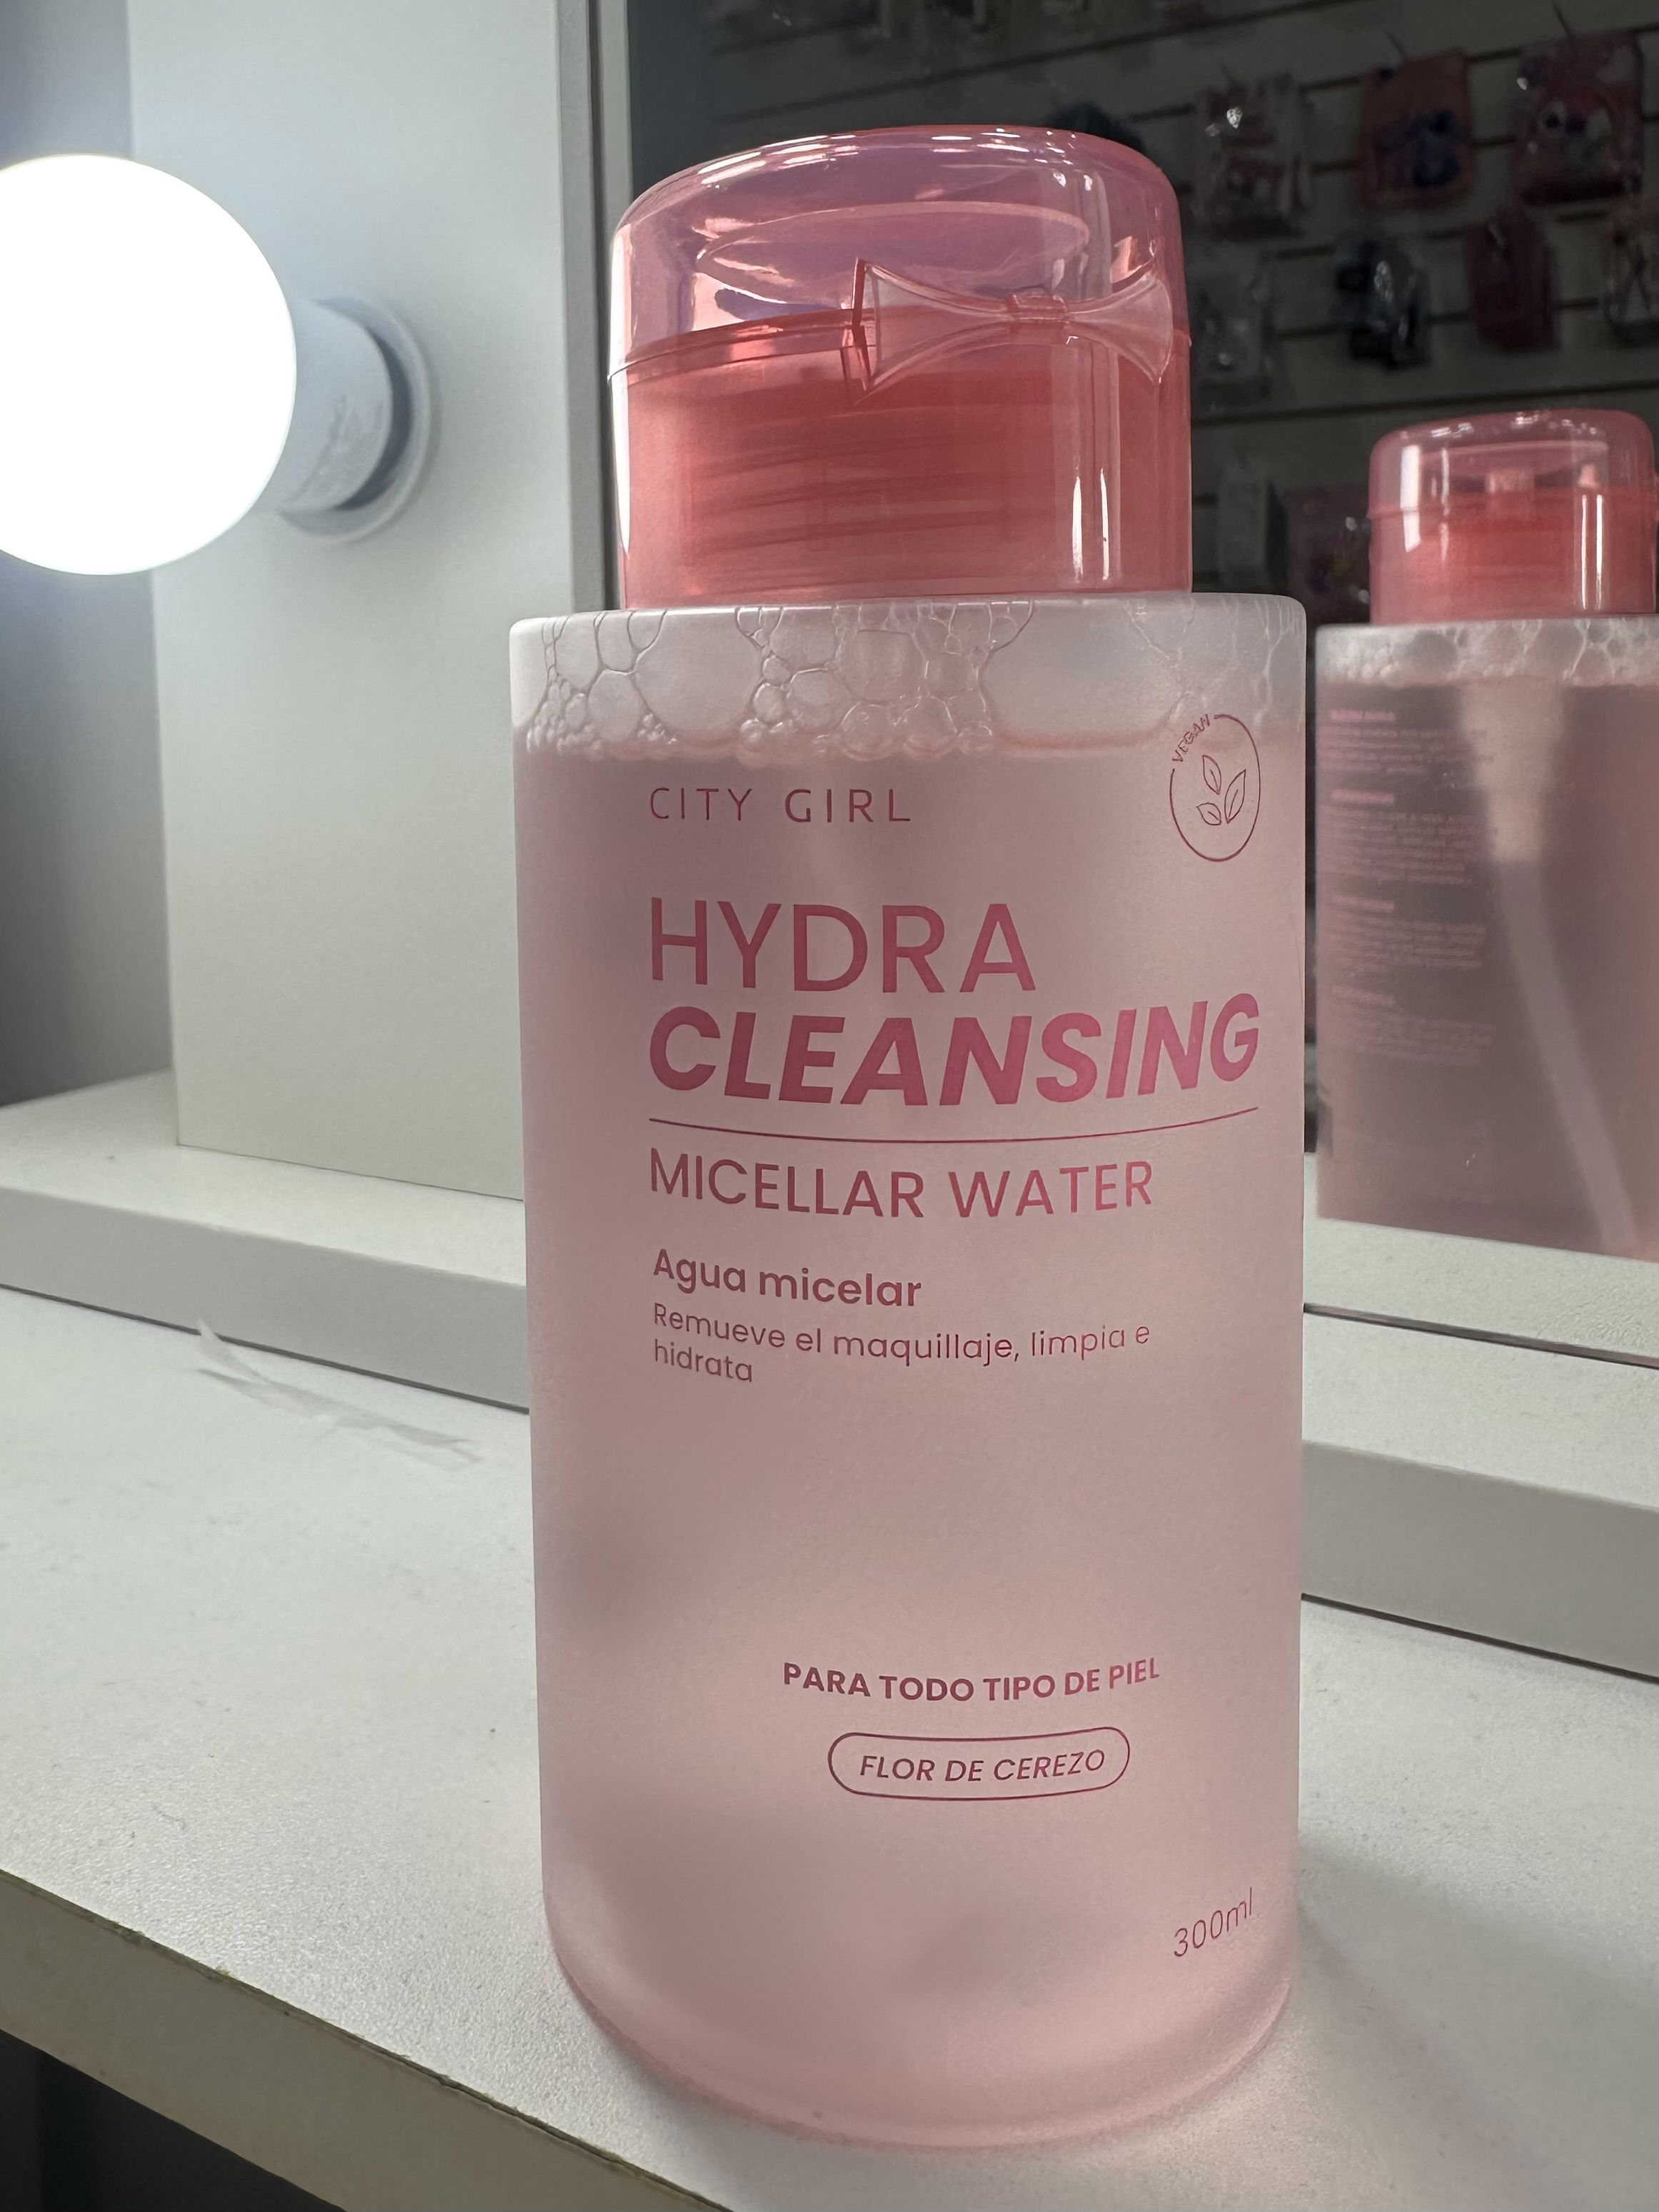 VEGAN
CITY GIRL
HYDRA
CLEANSING
MICELLAR WATER
Agua micelar
Remueve el maquillaje, limpia e
hidrata
PARA TODO TIPO DE PIEL
FLOR DE CEREZO
300ml